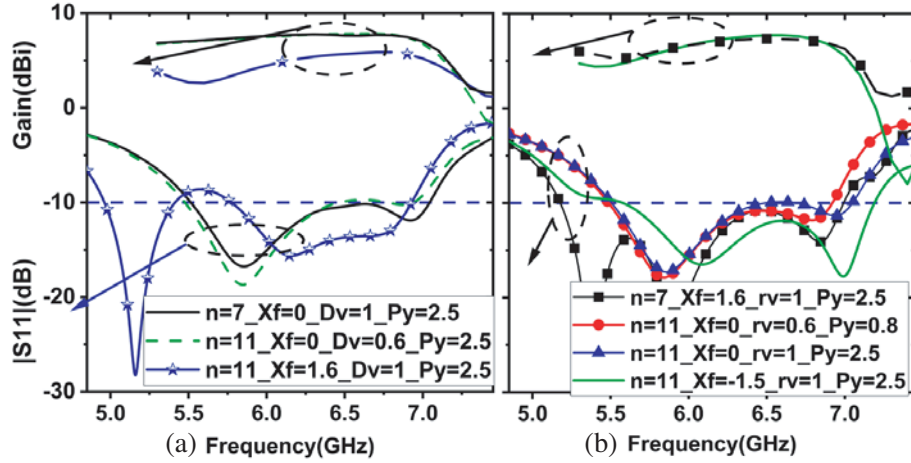 Gain(dBi)
|S11|(dB)
10
0
-10
-20
-30
n=7_Xf=0_Dv=1_Py=2.5
n=11_Xf=0_Dv=0.6_Py=2.5
n=11_Xf=1.6_Dv=1_Py=2.5
5.0 5.5 6.0 6.5 7.0
(a) Frequency(GHz)
n=7_Xf=1.6_rv=1_Py=2.5
n=11_Xf=0_rv=0.6_Py=0.8
n=11_Xf=0_rv=1_Py=2.5
n=11_Xf=-1.5_rv=1_Py=2.5
5.0 5.5 6.0 6.5 7.0
(b) Frequency(GHz)